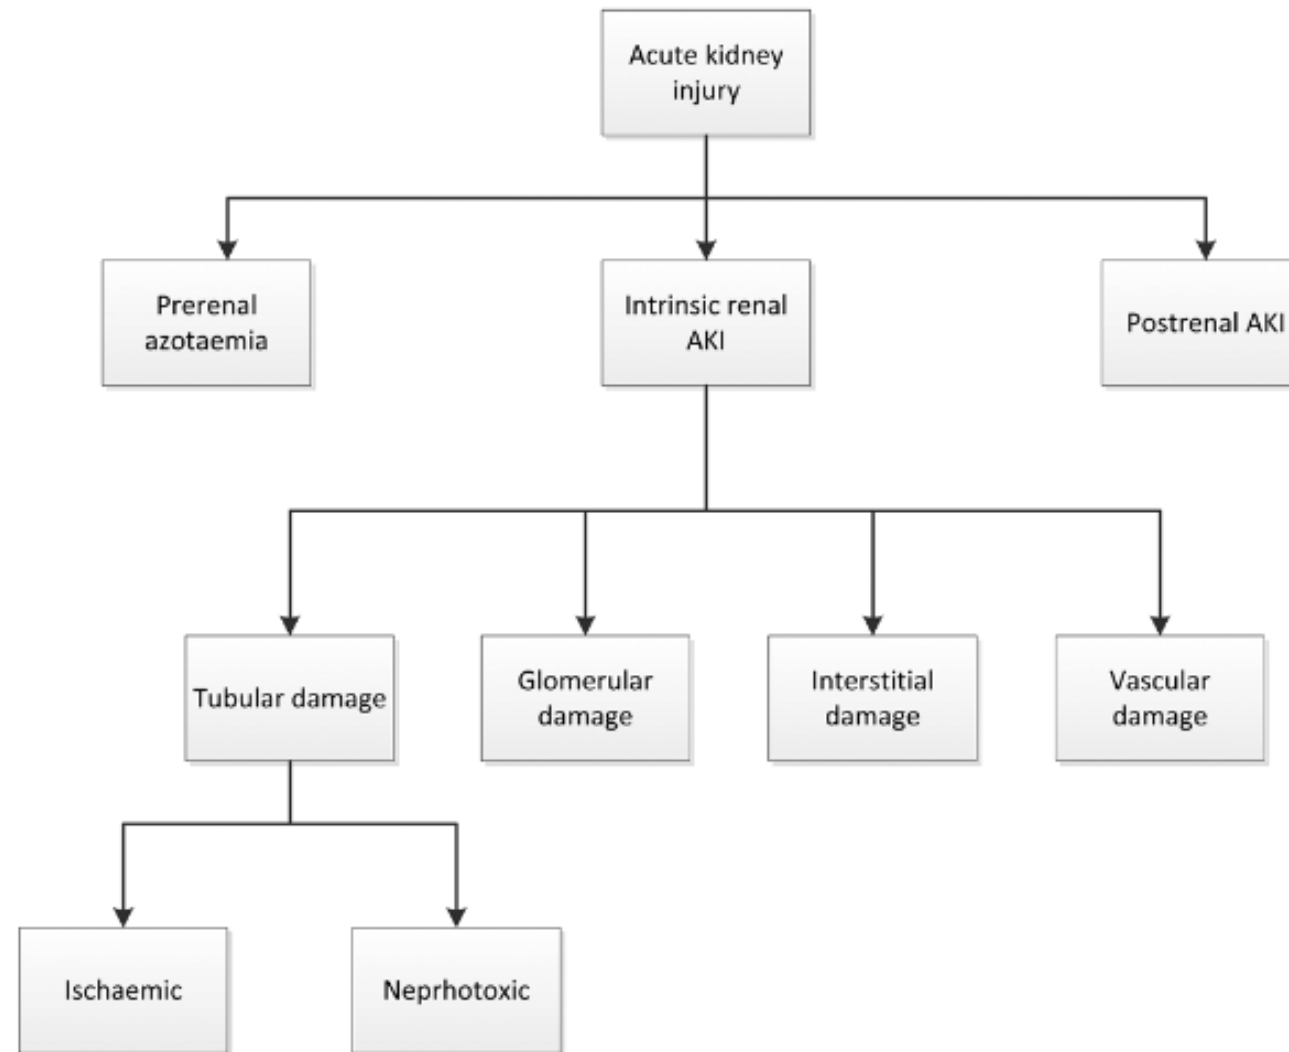 Acute kidney
injury
Prerenal
azotaemia
Intrinsic renal
AKI
Postrenal AKI
Tubular damage
Glomerular
damage
Interstitial
damage
Vascular
damage
Ischaemic
Neprhotoxic